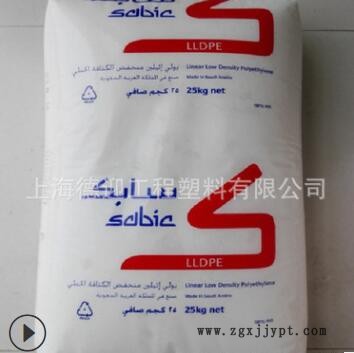 سابك
sabic
LLDPE
بولي إثيلين منخفض الكثافة الخطي
صنع في المملكة العربية السعودية
Linear Low Density Polyethylene
Made in Saudi Arabia
٢٥ كجم صافي
25kg net
上海德仰工程塑料有限公司
سابك
sabic
LLDPE
بولي إثيلين منخفض الكثافة الخطي
صنع في المملكة العربية السعودية
Linear Low Density Polyethylene
Made in Saudi Arabia
٢٥ كجم صافي
25kg net
www.zgxjjypt.com